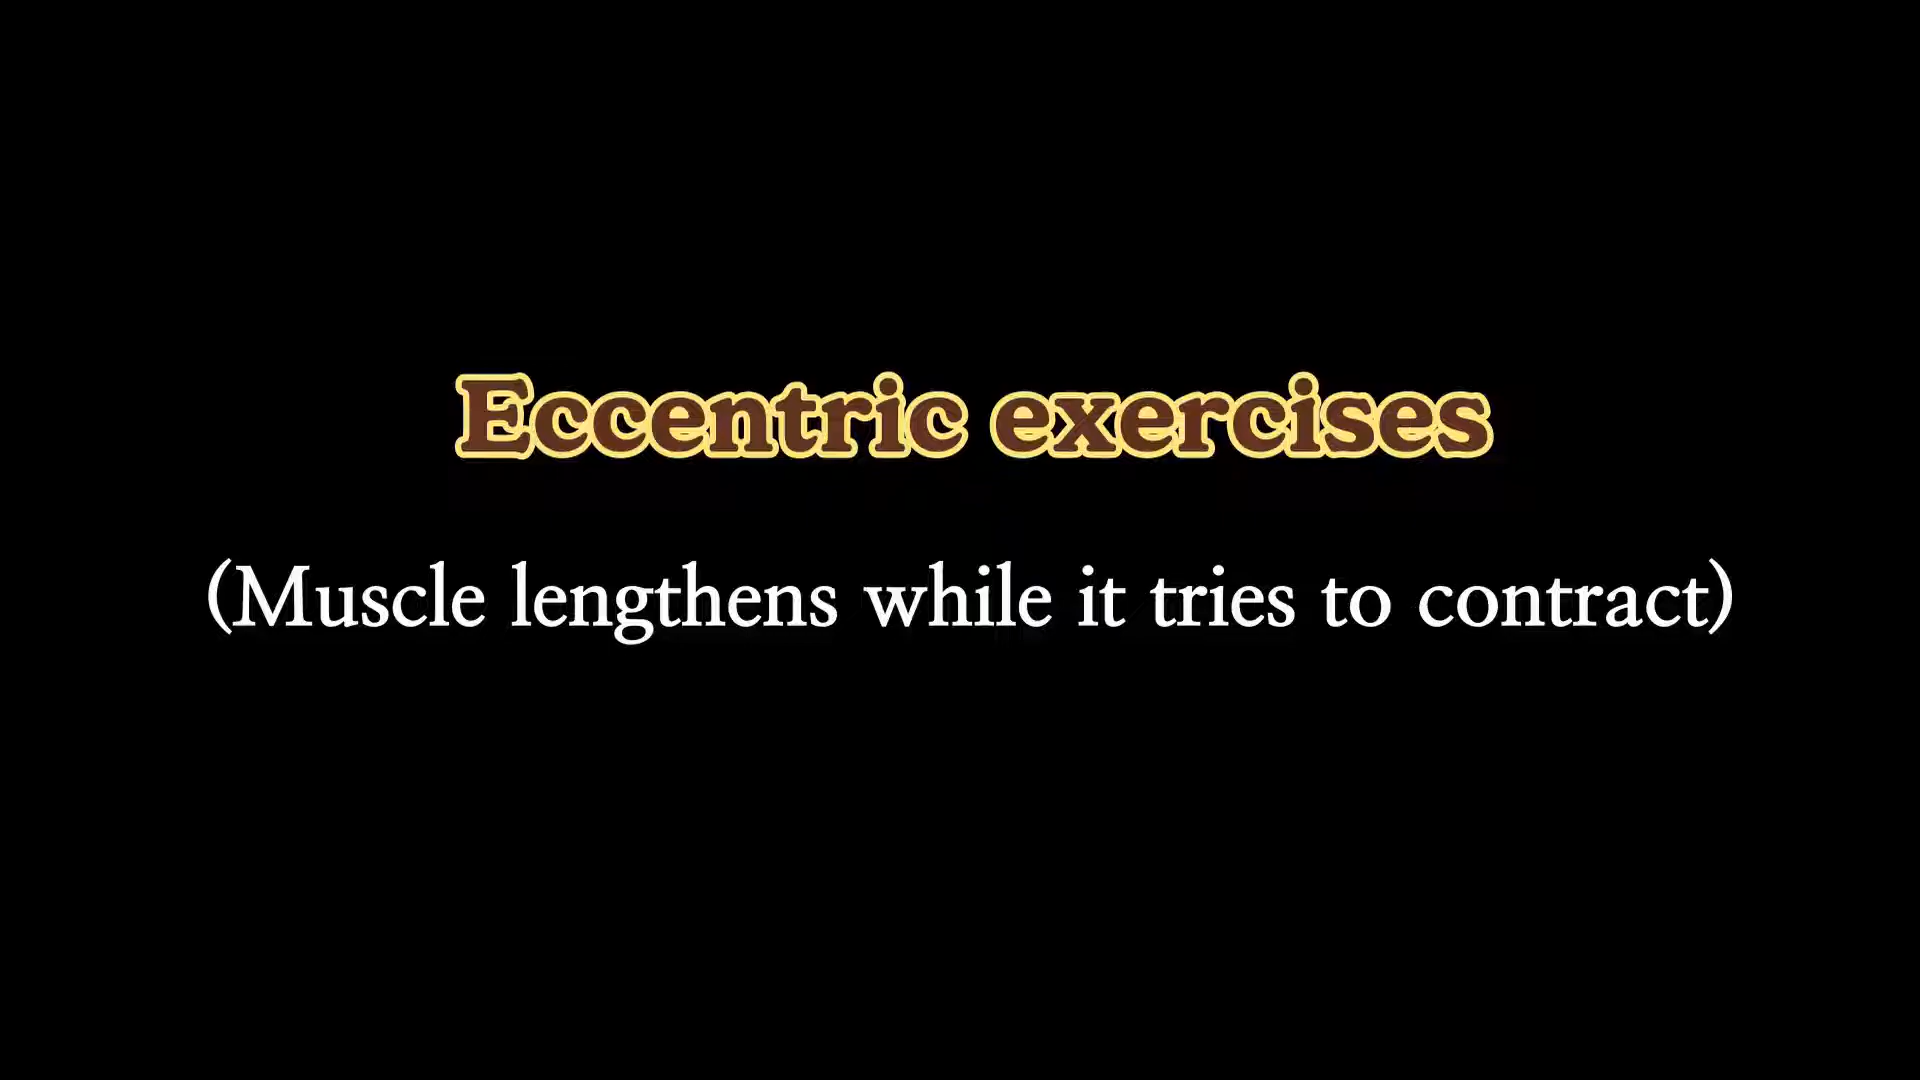 Eccentric exercises
(Muscle lengthens while it tries to contract)